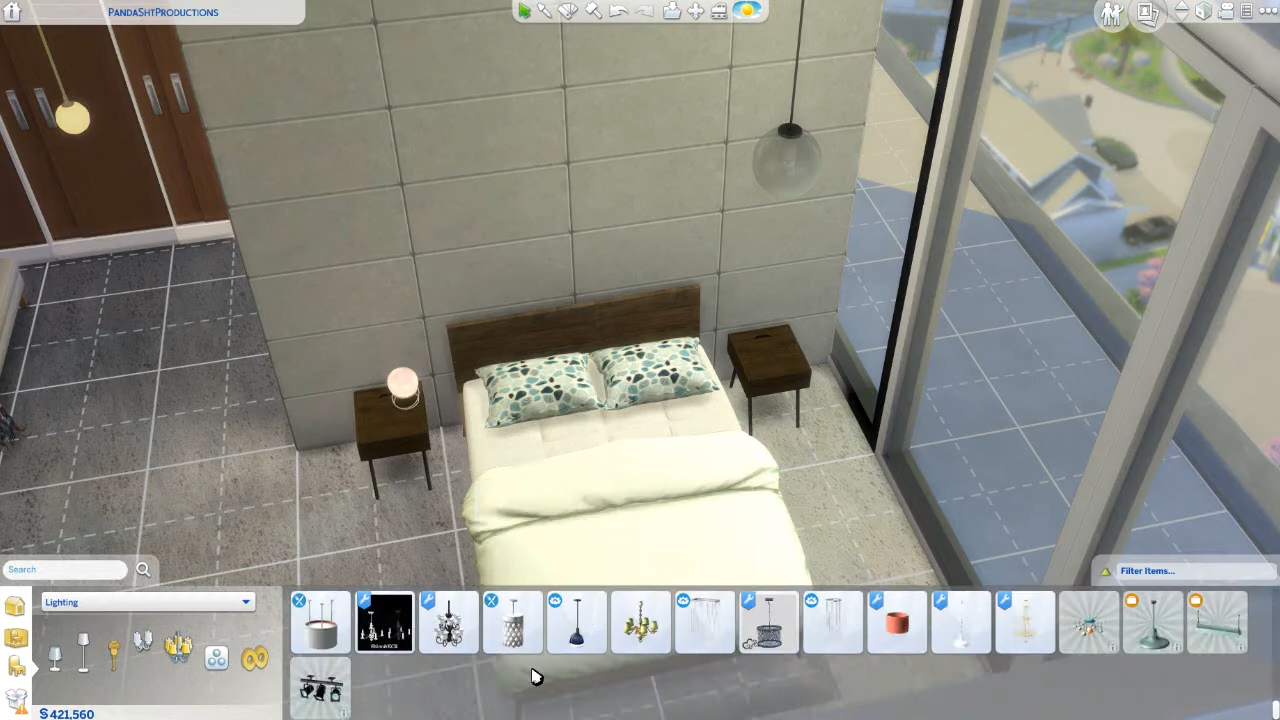 PandaShtProductions
Search
Filter Items...
Lighting
§421,560